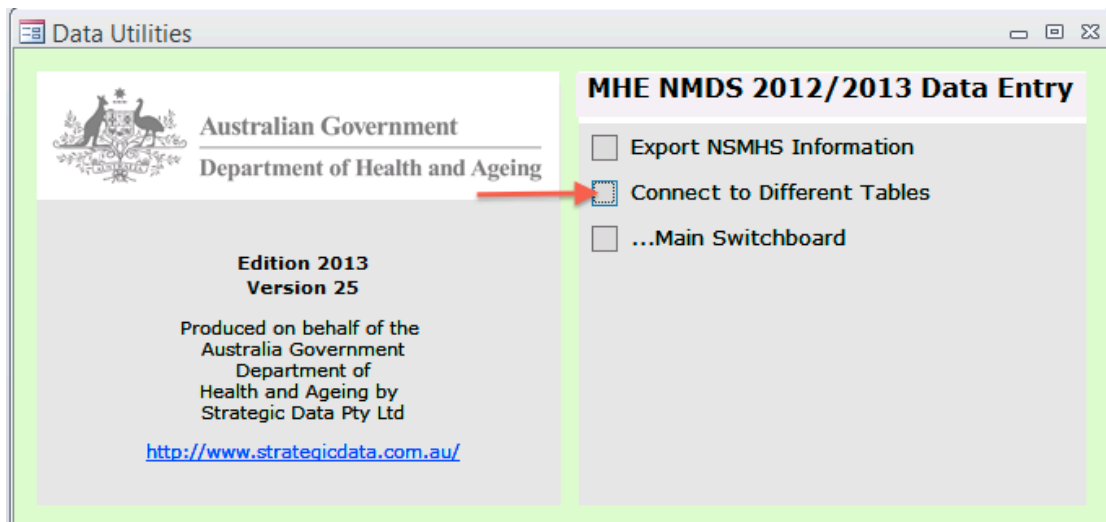 Data Utilities
Australian Government
Department of Health and Ageing
Edition 2013
Version 25
Produced on behalf of the
Australia Government
Department of
Health and Ageing by
Strategic Data Pty Ltd
http://www.strategicdata.com.au/
MHE NMDS 2012/2013 Data Entry
Export NSMHS Information
Connect to Different Tables
...Main Switchboard